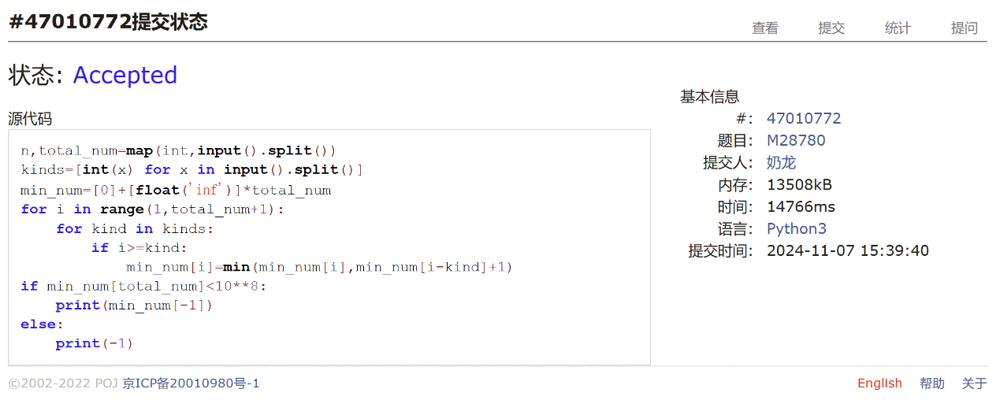 #47010772提交状态
查看 提交 统计 提问
状态: Accepted
源代码
n,total_num=map(int,input().split())
kinds=[int(x) for x in input().split()]
min_num=[0]+[float('inf')]*total_num
for i in range(1,total_num+1):
    for kind in kinds:
        if i>=kind:
            min_num[i]=min(min_num[i],min_num[i-kind]+1)
if min_num[total_num]<10**8:
    print(min_num[-1])
else:
    print(-1)
基本信息
#: 47010772
题目: M28780
提交人: 奶龙
内存: 13508kB
时间: 14766ms
语言: Python3
提交时间: 2024-11-07 15:39:40
©2002-2022 POJ 京ICP备20010980号-1
English 帮助 关于